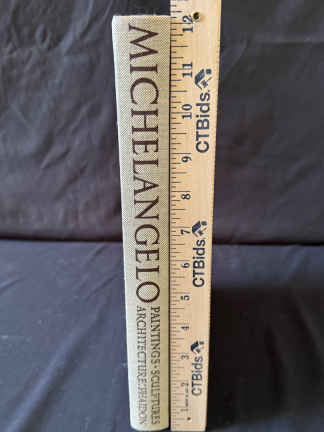 MICHELANGELO
PAINTINGS · SCULPTURES
ARCHITECTURE · PHAIDON
12
11
10
9
8
7
6
5
4
3
2
1
CTBids
CTBids
CTBids